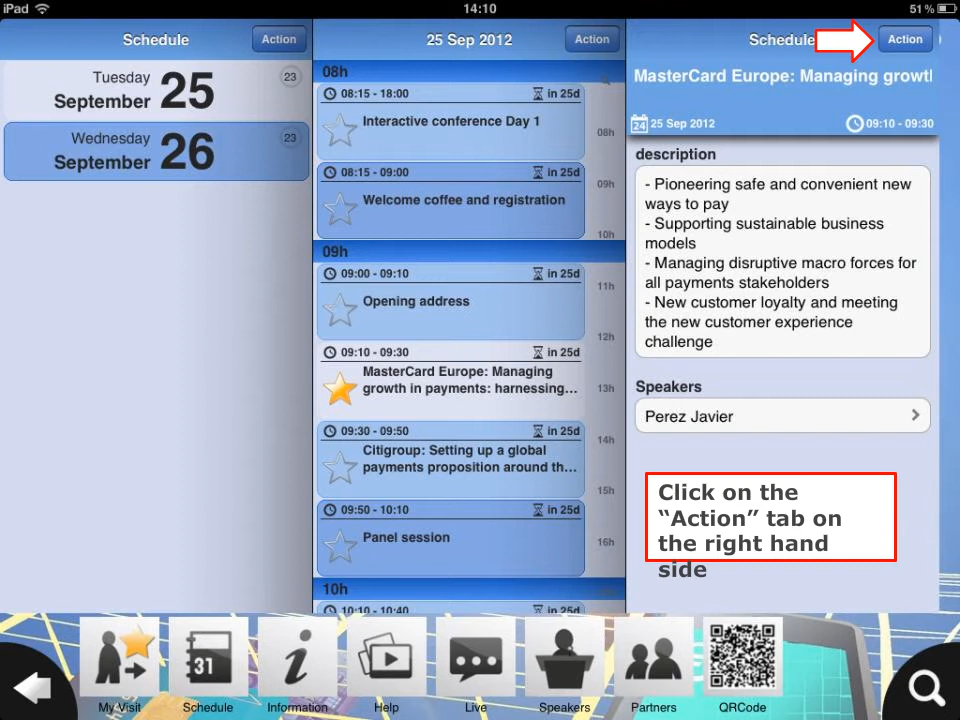 iPad
14:10
51 %
Schedule
Action
Tuesday
September
25
23
Wednesday
September
26
23
25 Sep 2012
Action
08h
08:15 - 18:00
in 25d
Interactive conference Day 1
08:15 - 09:00
in 25d
Welcome coffee and registration
09h
09:00 - 09:10
in 25d
Opening address
09:10 - 09:30
in 25d
MasterCard Europe: Managing
growth in payments: harnessing...
09:30 - 09:50
in 25d
Citigroup: Setting up a global
payments proposition around th...
09:50 - 10:10
in 25d
Panel session
10h
10:10 - 10:40
in 25d
08h
09h
10h
11h
12h
13h
14h
15h
16h
Schedule
Action
MasterCard Europe: Managing growtl
24
25 Sep 2012
09:10 - 09:30
description
- Pioneering safe and convenient new
ways to pay
- Supporting sustainable business
models
- Managing disruptive macro forces for
all payments stakeholders
- New customer loyalty and meeting
the new customer experience
challenge
Speakers
Perez Javier
Click on the
“Action” tab on
the right hand
side
31
My Visit
Schedule
Information
Help
Live
Speakers
Partners
QRCode